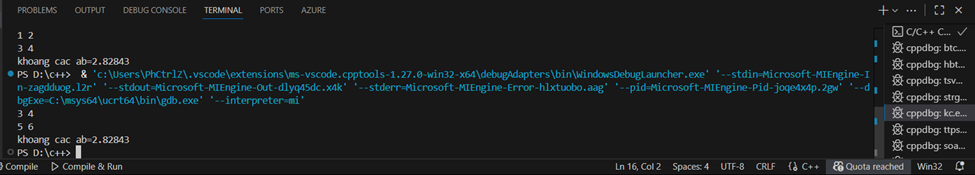 PROBLEMS OUTPUT DEBUG CONSOLE TERMINAL PORTS AZURE
1 2
3 4
khoang cac ab=2.82843
PS D:\c++> & 'c:\Users\PhCtrlZ\.vscode\extensions\ms-vscode.cpptools-1.27.0-win32-x64\debugAdapters\bin\WindowsDebugLauncher.exe' '--stdin=Microsoft-MIEngine-I
n-zagdduog.l2r' '--stdout=Microsoft-MIEngine-Out-dlyq45dc.x4k' '--stderr=Microsoft-MIEngine-Error-hlxtuobo.aag' '--pid=Microsoft-MIEngine-Pid-joqe4x4p.2gw' '--d
bgExe=C:\msys64\ucrt64\bin\gdb.exe' '--interpreter=mi'
3 4
5 6
khoang cac ab=2.82843
PS D:\c++>
C/C++ C...
cppdbg: btc....
cppdbg: hbt...
cppdbg: tsv...
cppdbg: strg...
cppdbg: kc.e...
cppdbg: ttps...
cppdbg: soa...
Compile Compile & Run Ln 16, Col 2 Spaces: 4 UTF-8 CRLF {} C++ Quota reached Win32